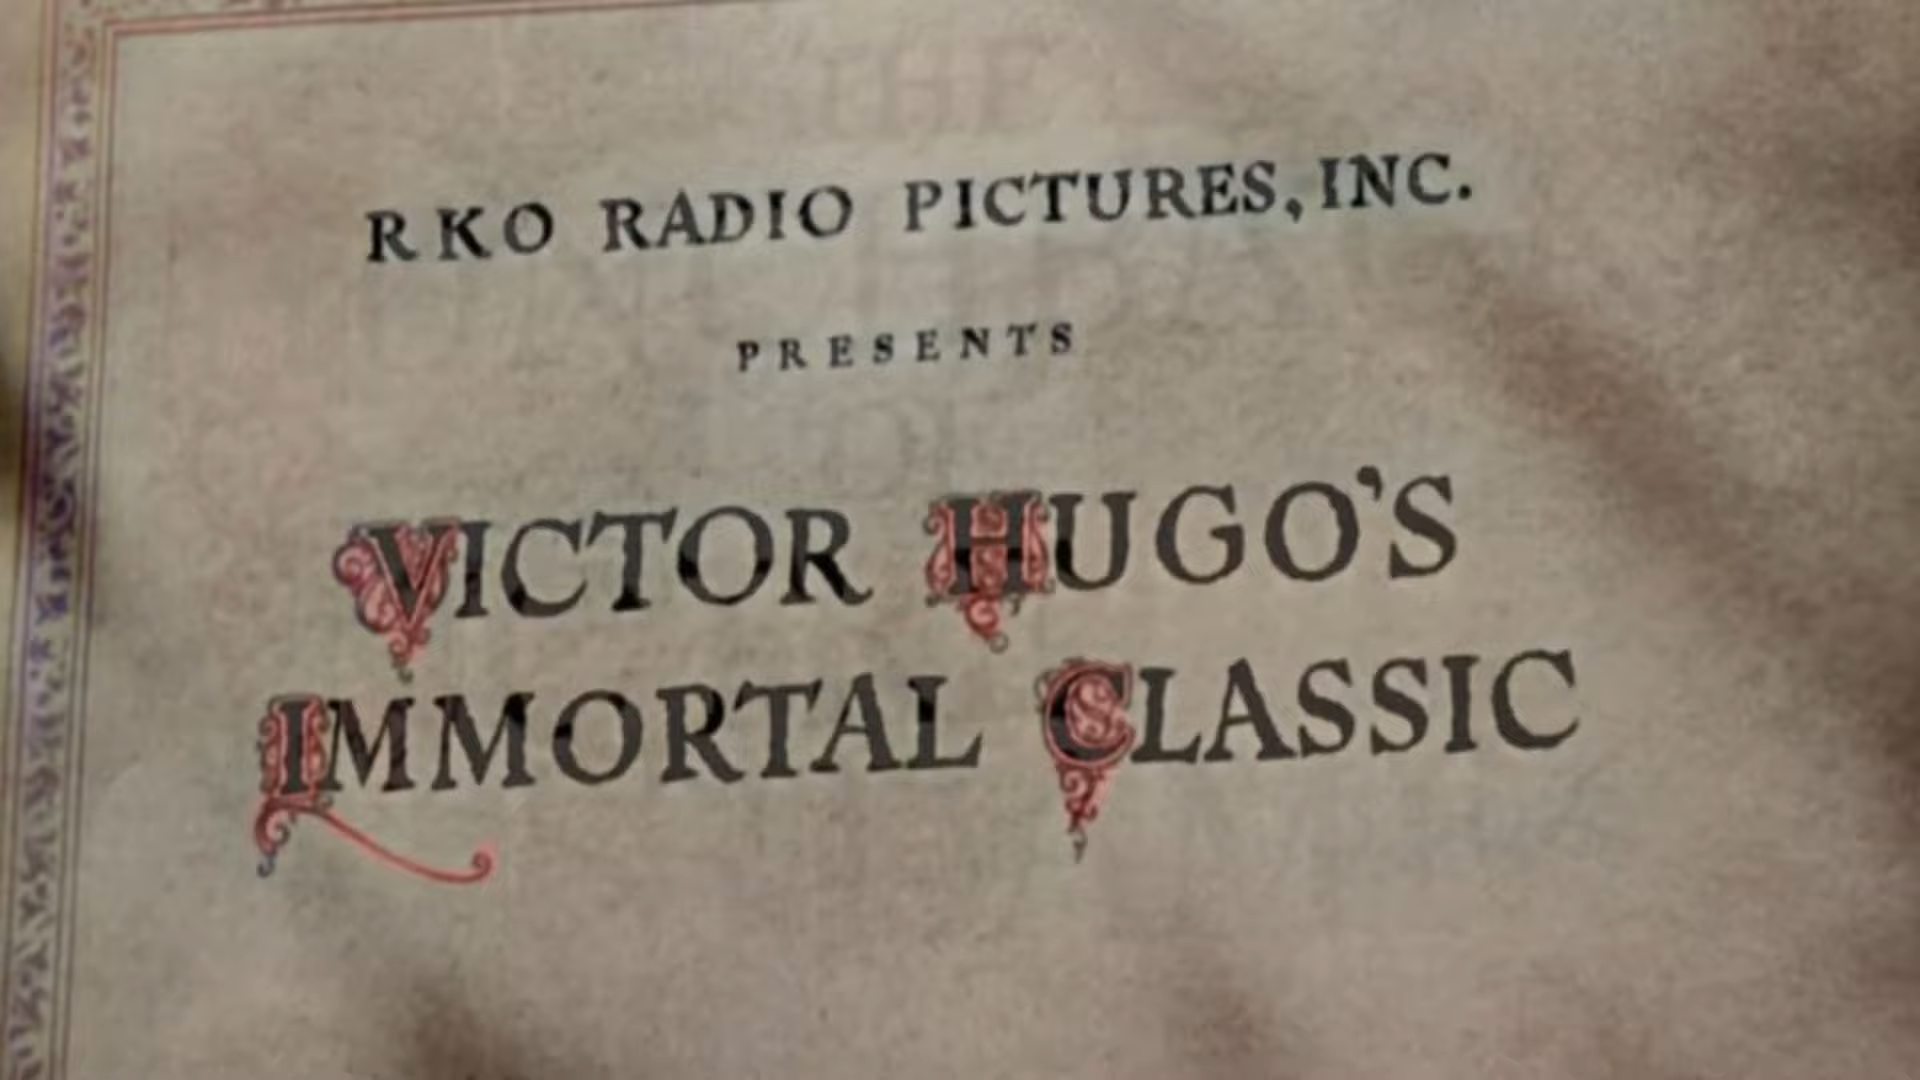 RKO RADIO PICTURES, INC.
PRESENTS
VICTOR HUGO'S
IMMORTAL CLASSIC